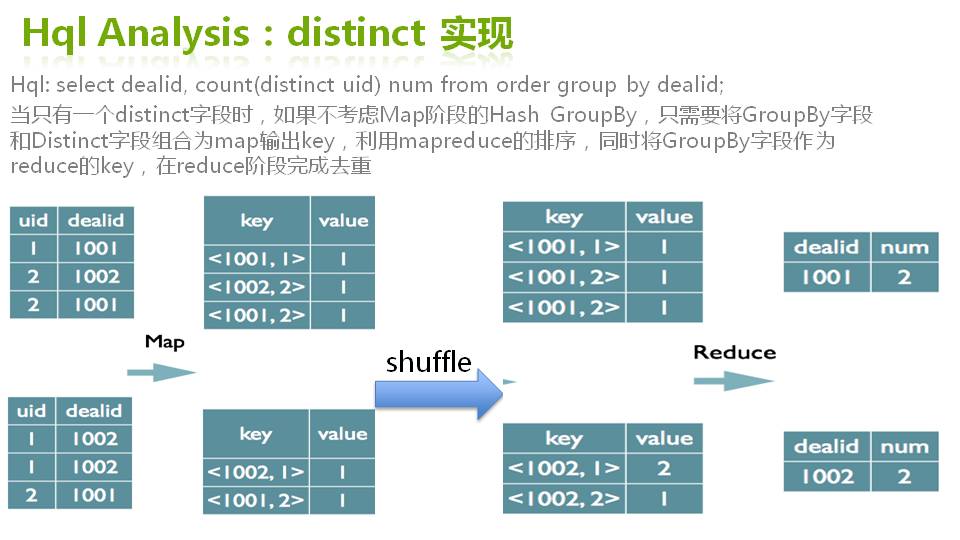 Hql Analysis：distinct 实现
Hql: select dealid, count(distinct uid) num from order group by dealid;
当只有一个distinct字段时，如果不考虑Map阶段的Hash GroupBy，只需要将GroupBy字段
和Distinct字段组合为map输出key，利用mapreduce的排序，同时将GroupBy字段作为
reduce的key，在reduce阶段完成去重
uid dealid
1 1001
2 1002
2 1001
key value
<1001, 1> 1
<1002, 2> 1
<1001, 2> 1
key value
<1001, 1> 1
<1001, 2> 1
<1001, 2> 1
dealid num
1001 2
Map
shuffle
Reduce
uid dealid
1 1002
1 1002
2 1001
key value
<1002, 1> 1
<1001, 2> 1
key value
<1002, 1> 2
<1002, 2> 1
dealid num
1002 2